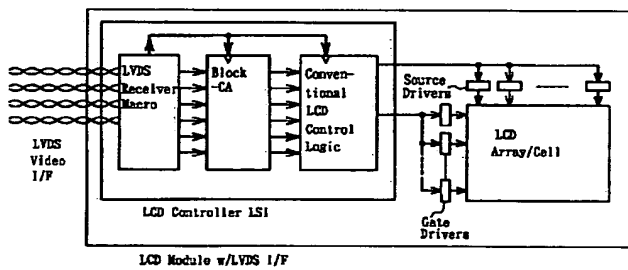 LVDS
Receiver
Macro
Block
-CA
Conven-
tional
LCD
Control
Logic
Source
Drivers
LCD
Array/Cell
LVDS
Video
I/F
Gate
Drivers
LCD Controller LSI
LCD Module w/LVDS I/F